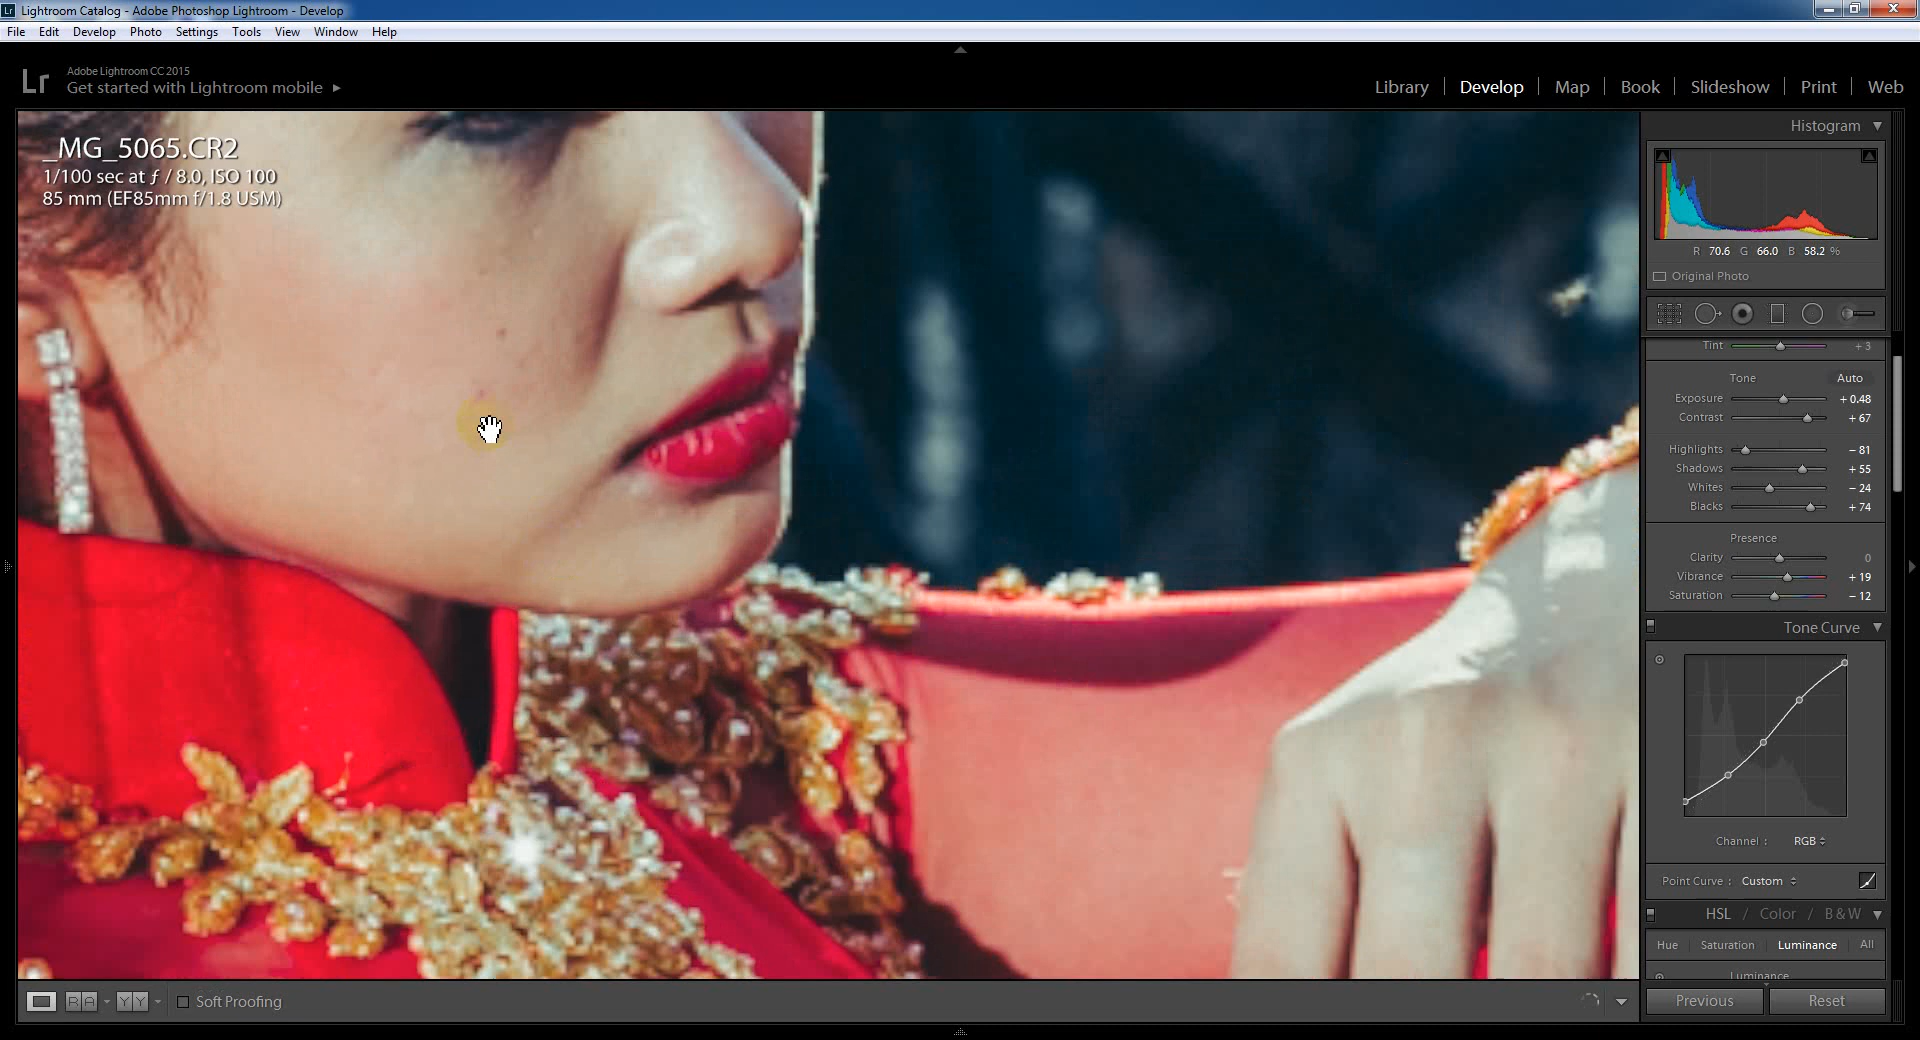 Lr Lightroom Catalog - Adobe Photoshop Lightroom - Develop
File Edit Develop Photo Settings Tools View Window Help
Lr Adobe Lightroom CC 2015
Get started with Lightroom mobile
Library Develop Map Book Slideshow Print Web
_MG_5065.CR2
1/100 sec at ƒ / 8.0, ISO 100
85 mm (EF85mm f/1.8 USM)
Histogram
R 70.6 G 66.0 B 58.2 %
Original Photo
Tint + 3
Tone Auto
Exposure + 0.48
Contrast + 67
Highlights − 81
Shadows + 55
Whites − 24
Blacks + 74
Presence
Clarity 0
Vibrance + 19
Saturation − 12
Tone Curve
Channel : RGB
Point Curve : Custom
HSL / Color / B & W
Hue Saturation Luminance All
Luminance
RA YY Soft Proofing
Previous Reset